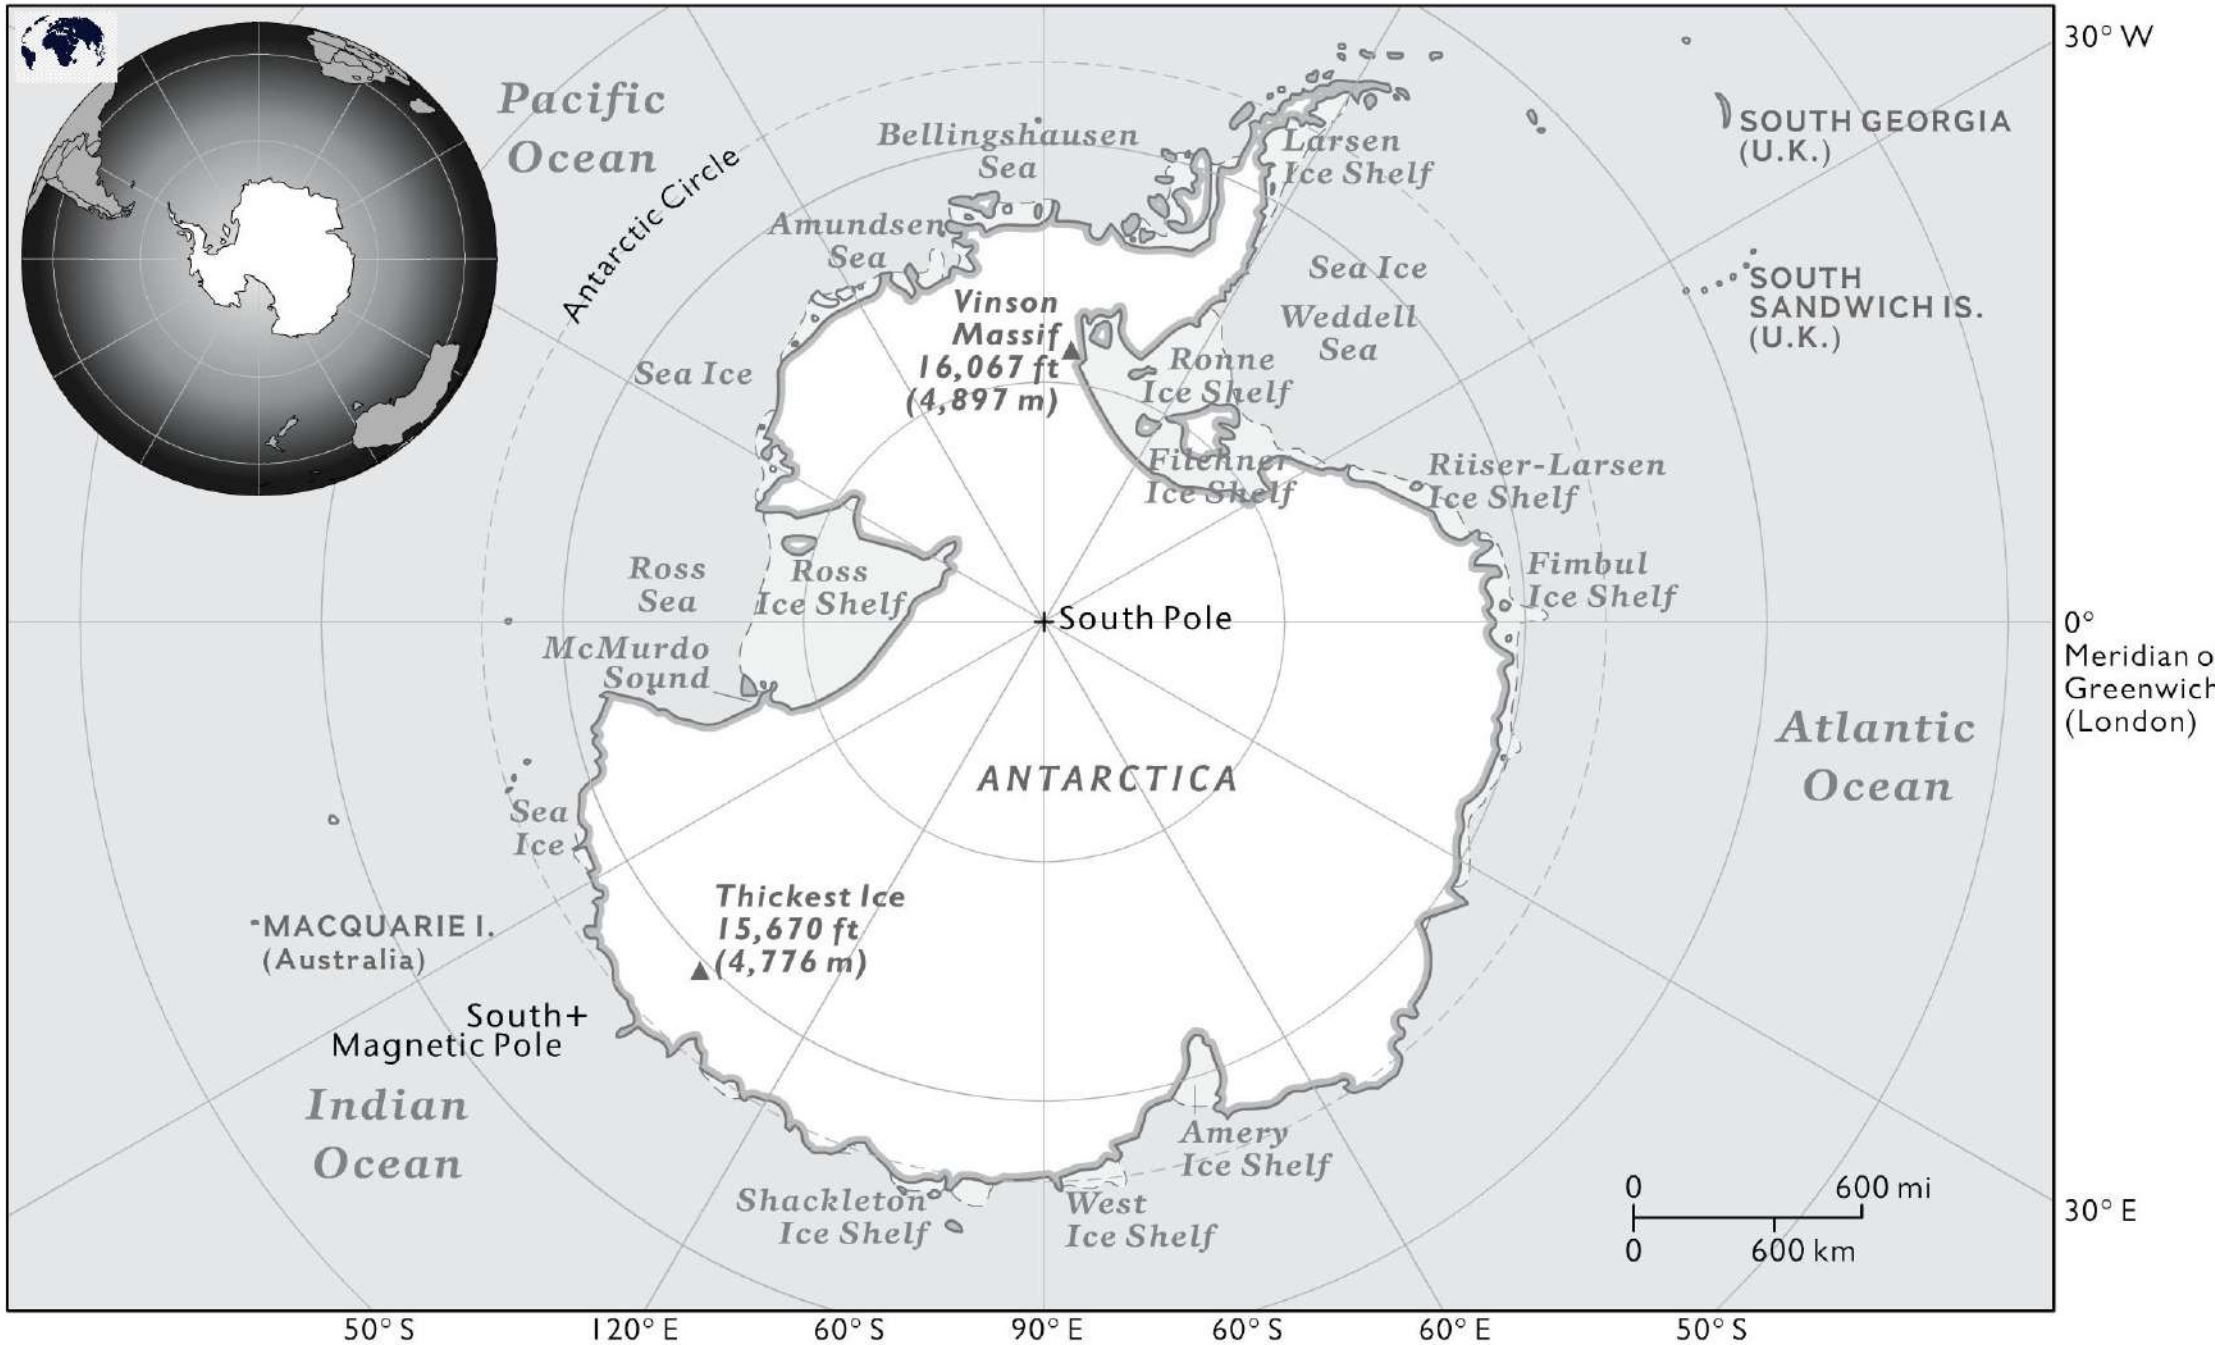 30° W
Pacific
Ocean
Bellingshausen
Sea
Larsen
Ice Shelf
SOUTH GEORGIA
(U.K.)
Antarctic Circle
Amundsen
Sea
Sea Ice
Weddell
Sea
SOUTH
SANDWICH IS.
(U.K.)
Vinson
Massif
16,067 ft
(4,897 m)
Sea Ice
Ronne
Ice Shelf
Filchner
Ice Shelf
Riiser-Larsen
Ice Shelf
Ross
Sea
Ross
Ice Shelf
Fimbul
Ice Shelf
South Pole
0°
Meridian o
Greenwich
(London)
McMurdo
Sound
Atlantic
Ocean
ANTARCTICA
Sea
Ice
Thickest Ice
15,670 ft
(4,776 m)
MACQUARIE I.
(Australia)
South
Magnetic Pole
Indian
Ocean
Amery
Ice Shelf
Shackleton
Ice Shelf
West
Ice Shelf
0 600 mi
0 600 km
30° E
50° S 120° E 60° S 90° E 60° S 60° E 50° S